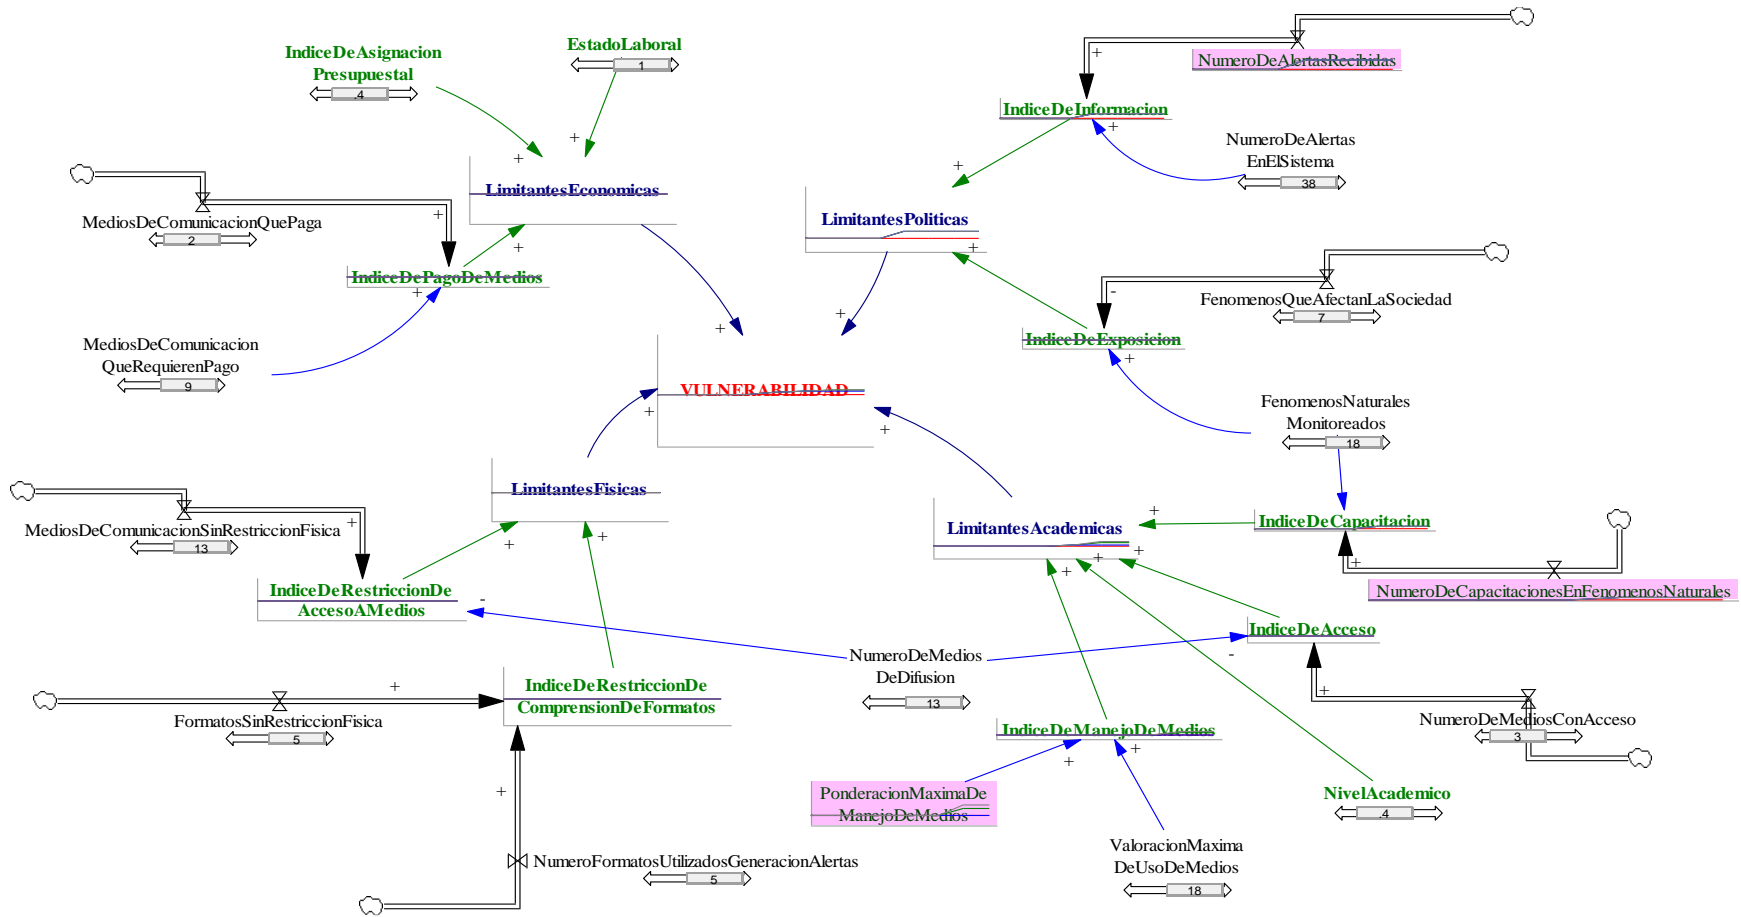 IndiceDeAsignacion
Presupuestal
.4
EstadoLaboral
1
+
+
LimitantesEconomicas
MediosDeComunicacionQuePaga
2
+
+
IndiceDePagoDeMedios
+
MediosDeComunicacion
QueRequierenPago
9
+
NumeroDeAlertasRecibidas
IndiceDeInformacion
+
NumeroDeAlertas
EnElSistema
38
+
LimitantesPoliticas
+
FenomenosQueAfectanLaSociedad
7
-
IndiceDeExposicion
+
FenomenosNaturales
Monitoreados
18
+
+
VULNERABILIDAD
+
+
LimitantesFisicas
MediosDeComunicacionSinRestriccionFisica
13
+
+
+
IndiceDeRestriccionDe
AccesoAMedios
-
LimitantesAcademicas
+
+
+
+
IndiceDeCapacitacion
+
NumeroDeCapacitacionesEnFenomenosNaturales
IndiceDeAcceso
-
+
NumeroDeMedios
DeDifusion
13
NumeroDeMediosConAcceso
3
IndiceDeRestriccionDe
ComprensionDeFormatos
+
FormatosSinRestriccionFisica
5
+
NumeroFormatosUtilizadosGeneracionAlertas
5
IndiceDeManejoDeMedios
+
+
PonderacionMaximaDe
ManejoDeMedios
ValoracionMaxima
DeUsoDeMedios
18
NivelAcademico
.4